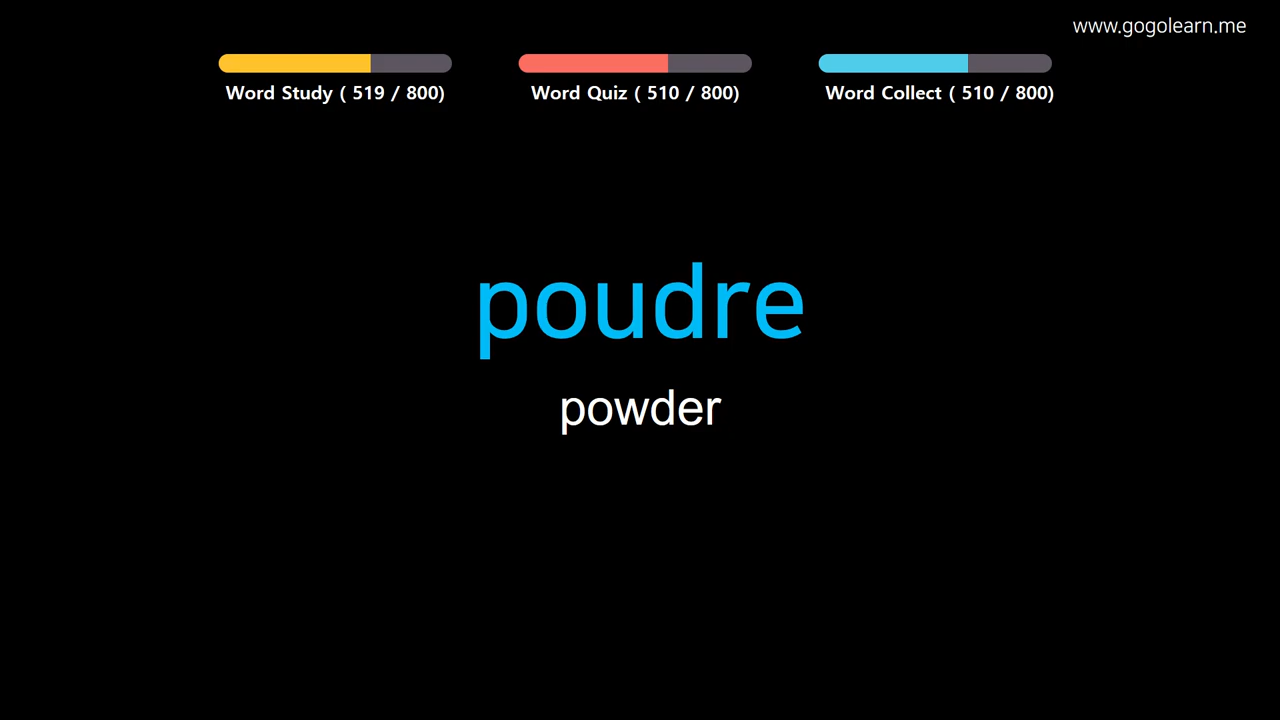 www.gogolearn.me
Word Study ( 519 / 800)
Word Quiz ( 510 / 800)
Word Collect ( 510 / 800)
poudre
powder